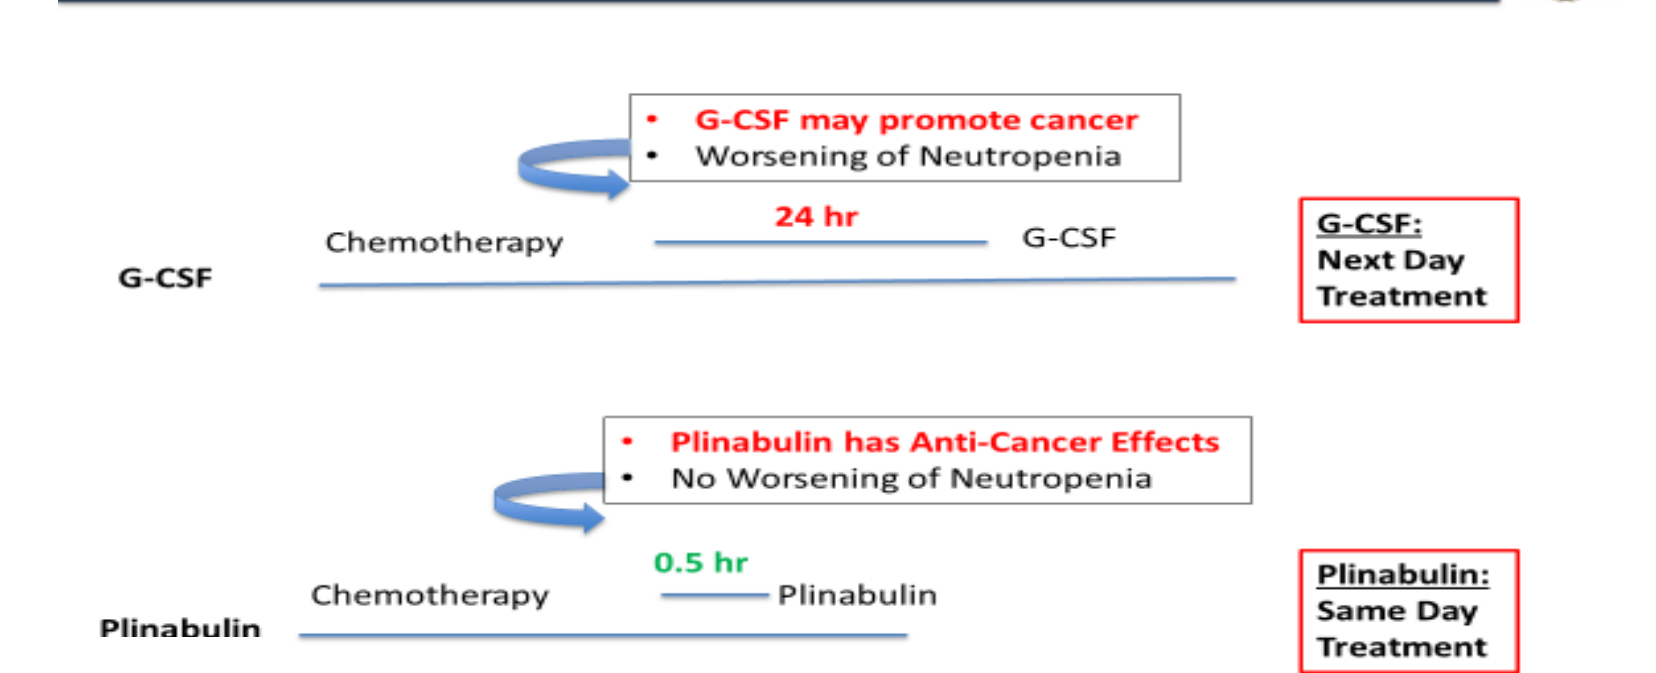 • G-CSF may promote cancer
• Worsening of Neutropenia
24 hr
Chemotherapy
G-CSF
G-CSF
G-CSF:
Next Day
Treatment
• Plinabulin has Anti-Cancer Effects
• No Worsening of Neutropenia
0.5 hr
Chemotherapy
Plinabulin
Plinabulin
Plinabulin:
Same Day
Treatment